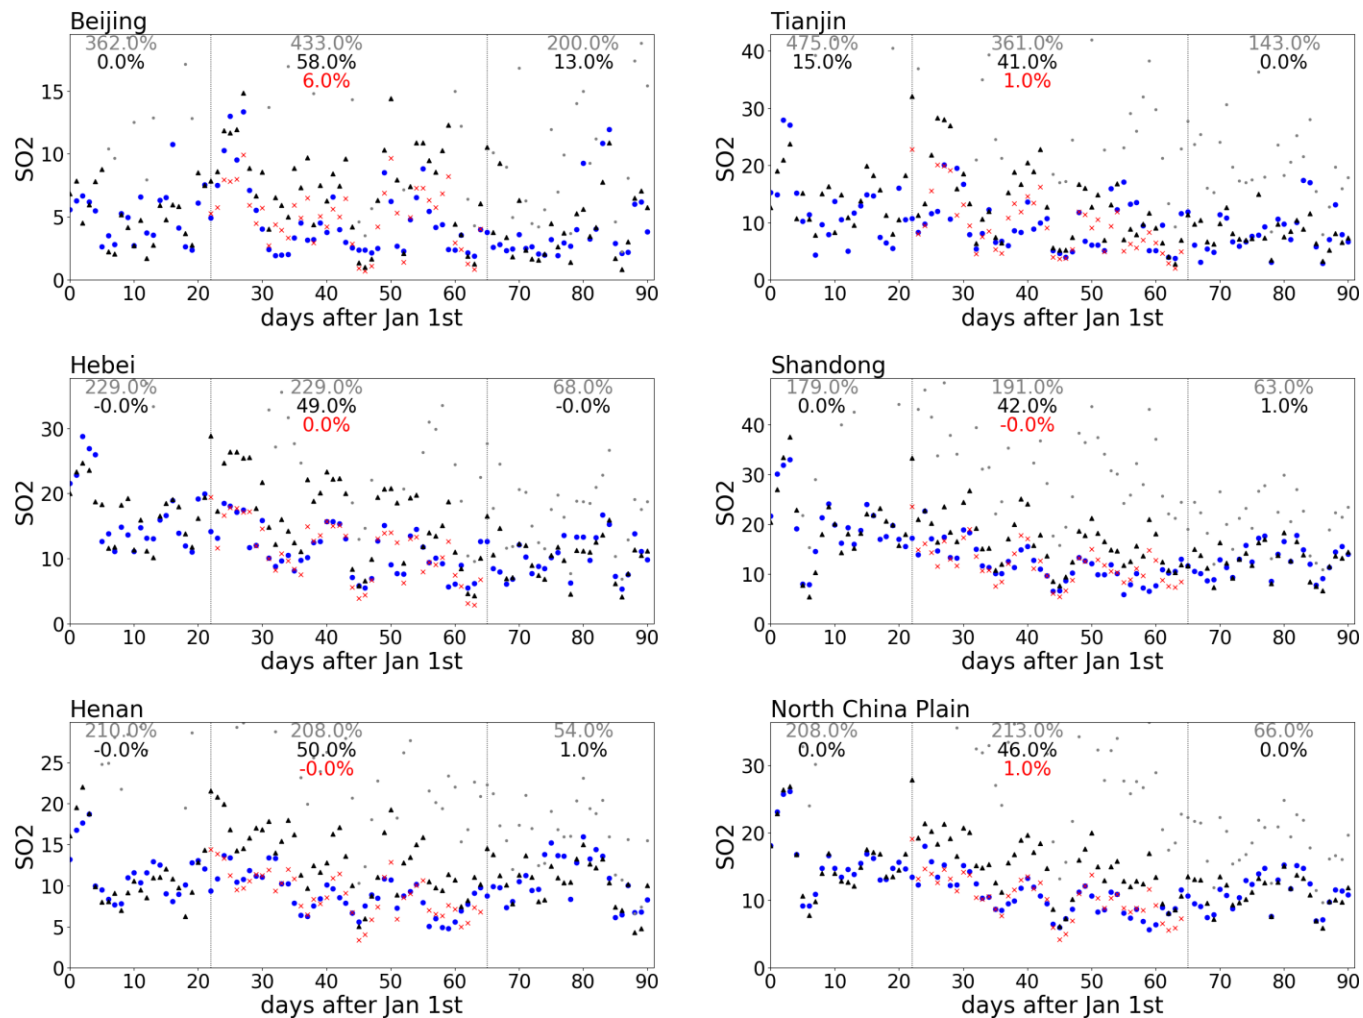 Beijing
362.0% 433.0% 200.0%
0.0% 58.0% 13.0%
6.0%
15
10
5
0
SO2
0 10 20 30 40 50 60 70 80 90
days after Jan 1st
Tianjin
475.0% 361.0% 143.0%
15.0% 41.0% 0.0%
1.0%
40
30
20
10
0
SO2
0 10 20 30 40 50 60 70 80 90
days after Jan 1st
Hebei
229.0% 229.0% 68.0%
-0.0% 49.0% -0.0%
0.0%
30
20
10
0
SO2
0 10 20 30 40 50 60 70 80 90
days after Jan 1st
Shandong
179.0% 191.0% 63.0%
0.0% 42.0% 1.0%
-0.0%
40
30
20
10
0
SO2
0 10 20 30 40 50 60 70 80 90
days after Jan 1st
Henan
210.0% 208.0% 54.0%
-0.0% 50.0% 1.0%
-0.0%
25
20
15
10
5
0
SO2
0 10 20 30 40 50 60 70 80 90
days after Jan 1st
North China Plain
208.0% 213.0% 66.0%
0.0% 46.0% 0.0%
1.0%
30
20
10
0
SO2
0 10 20 30 40 50 60 70 80 90
days after Jan 1st